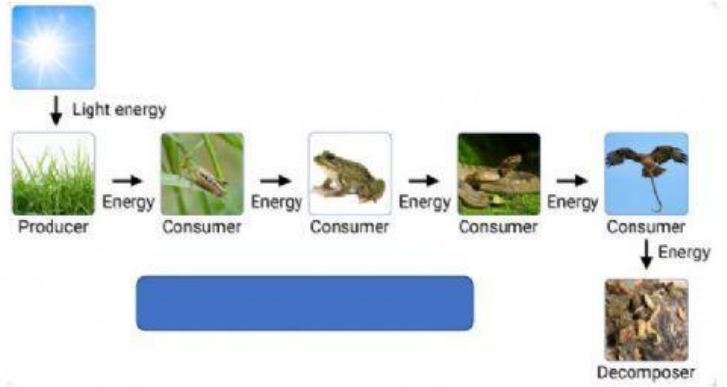 Light energy
Energy Energy Energy Energy
Producer Consumer Consumer Consumer Consumer
Energy
Decomposer